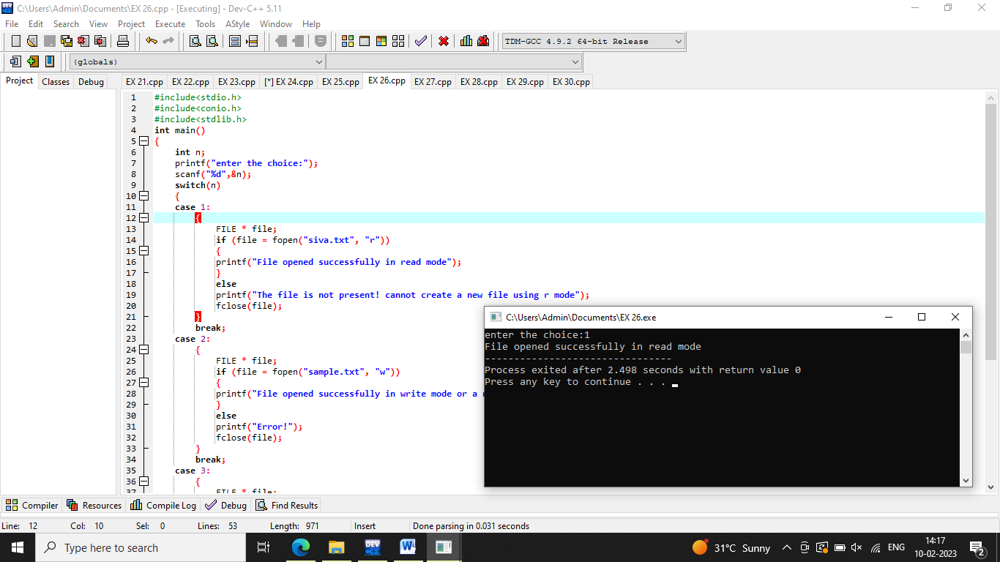 C:\Users\Admin\Documents\EX 26.cpp - [Executing] - Dev-C++ 5.11
File Edit Search View Project Execute Tools AStyle Window Help
TDM-GCC 4.9.2 64-bit Release
(globals)
Project Classes Debug EX 21.cpp EX 22.cpp EX 23.cpp [*] EX 24.cpp EX 25.cpp EX 26.cpp EX 27.cpp EX 28.cpp EX 29.cpp EX 30.cpp
1 #include<stdio.h>
2 #include<conio.h>
3 #include<stdlib.h>
4 int main()
5 {
6 int n;
7 printf("enter the choice:");
8 scanf("%d",&n);
9 switch(n)
10 {
11 case 1:
12 {
13 FILE * file;
14 if (file = fopen("siva.txt", "r"))
15 {
16 printf("File opened successfully in read mode");
17 }
18 else
19 printf("The file is not present! cannot create a new file using r mode");
20 fclose(file);
21 }
22 break;
23 case 2:
24 {
25 FILE * file;
26 if (file = fopen("sample.txt", "w"))
27 {
28 printf("File opened successfully in write mode or a
29 }
30 else
31 printf("Error!");
32 fclose(file);
33 }
34 break;
35 case 3:
36 {
37 FILE * file;
C:\Users\Admin\Documents\EX 26.exe
enter the choice:1
File opened successfully in read mode
--------------------------------
Process exited after 2.498 seconds with return value 0
Press any key to continue . . .
Compiler Resources Compile Log Debug Find Results
Line: 12 Col: 10 Sel: 0 Lines: 53 Length: 971 Insert Done parsing in 0.031 seconds
Type here to search
DEV
31°C Sunny
ENG
14:17
10-02-2023
2